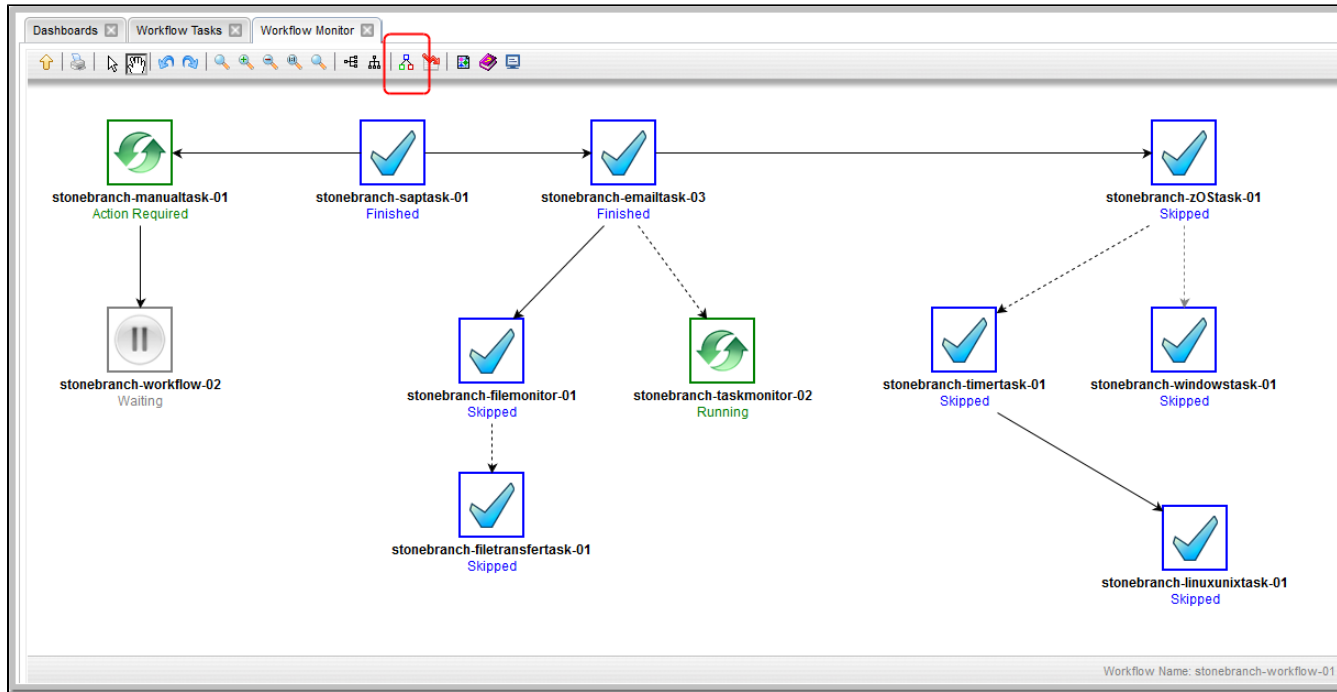 Dashboards
Workflow Tasks
Workflow Monitor
stonebranch-manualtask-01
Action Required
stonebranch-saptask-01
Finished
stonebranch-emailtask-03
Finished
stonebranch-zOStask-01
Skipped
stonebranch-workflow-02
Waiting
stonebranch-filemonitor-01
Skipped
stonebranch-taskmonitor-02
Running
stonebranch-timertask-01
Skipped
stonebranch-windowstask-01
Skipped
stonebranch-filetransfertask-01
Skipped
stonebranch-linuxunixtask-01
Skipped
Workflow Name: stonebranch-workflow-01